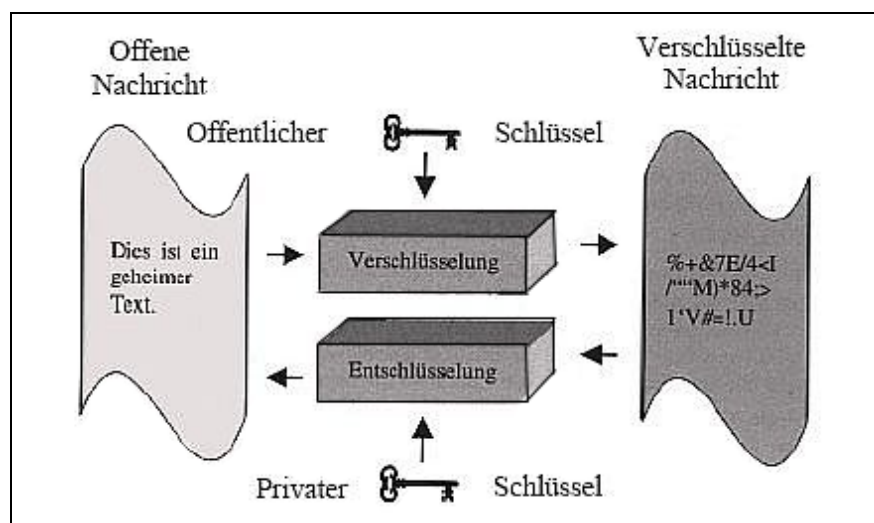 Offene
Nachricht
Verschlüsselte
Nachricht
Offentlicher Schlüssel
Dies ist ein
geheimer
Text.
Verschlüsselung
%+&7E/4<I
/““M)*84;>
1‘V#=!.U
Entschlüsselung
Privater Schlüssel